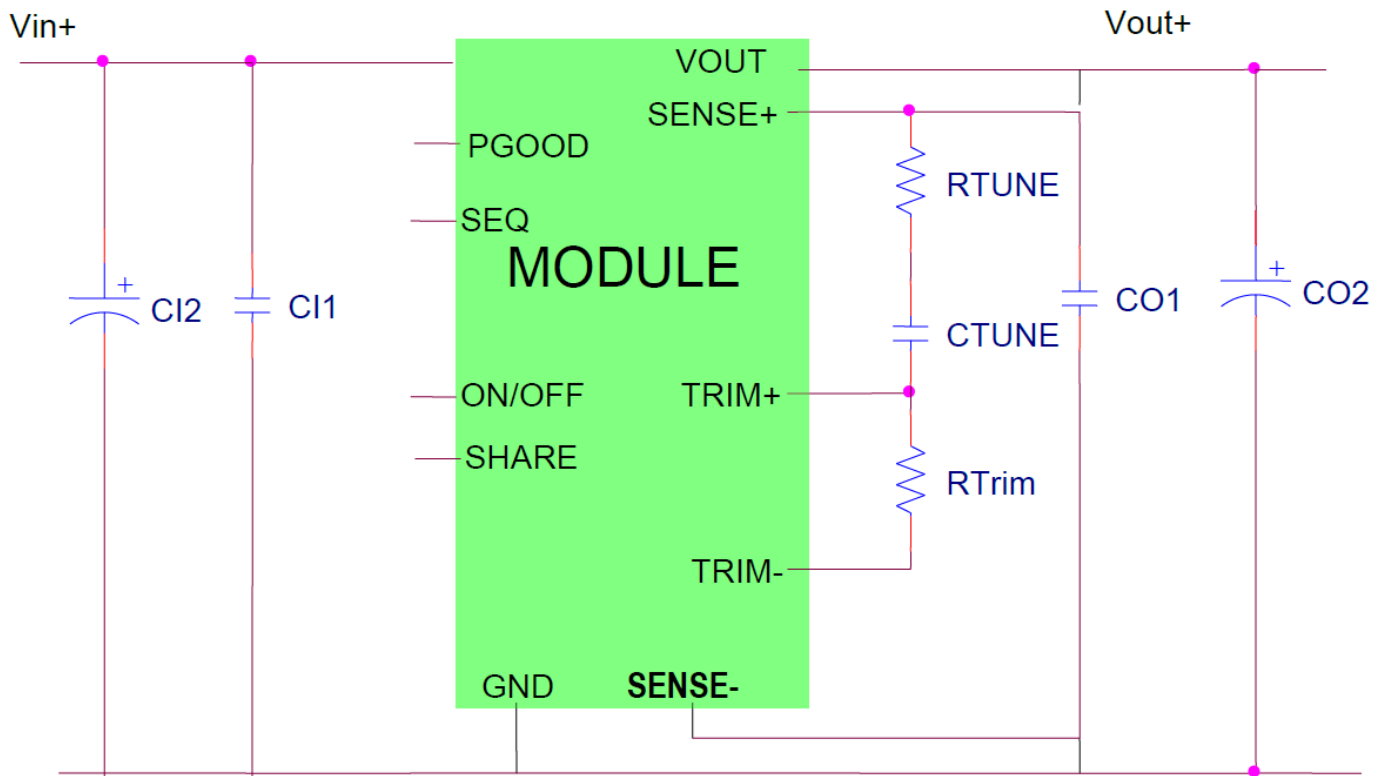 Vin+
Vout+
VOUT
SENSE+
PGOOD
RTUNE
SEQ
MODULE
+
CI2
CI1
CO1
+
CO2
CTUNE
ON/OFF
TRIM+
SHARE
RTrim
TRIM-
GND
SENSE-